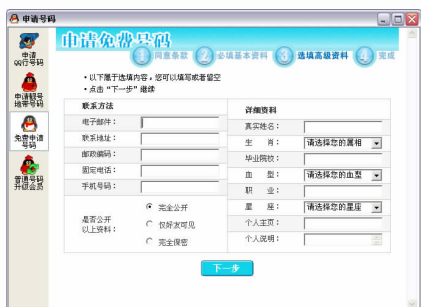 申请号码
申请免费号码
1 同意条款 2 必填基本资料 3 选填高级资料 4 完成
申请
QQ行号码
申请靓号
地带号码
免费申请
号码
普通号码
升级会员
·以下属于选填内容，您可以填写或者留空
·点击“下一步”继续
联系方法
电子邮件：
联系地址：
邮政编码：
固定电话：
手机号码：
是否公开
以上资料：
完全公开
仅好友可见
完全保密
详细资料
真实姓名：
生 肖： 请选择您的属相
毕业院校：
血 型： 请选择您的血型
职 业：
星 座： 请选择您的星座
个人主页：
个人说明：
下一步